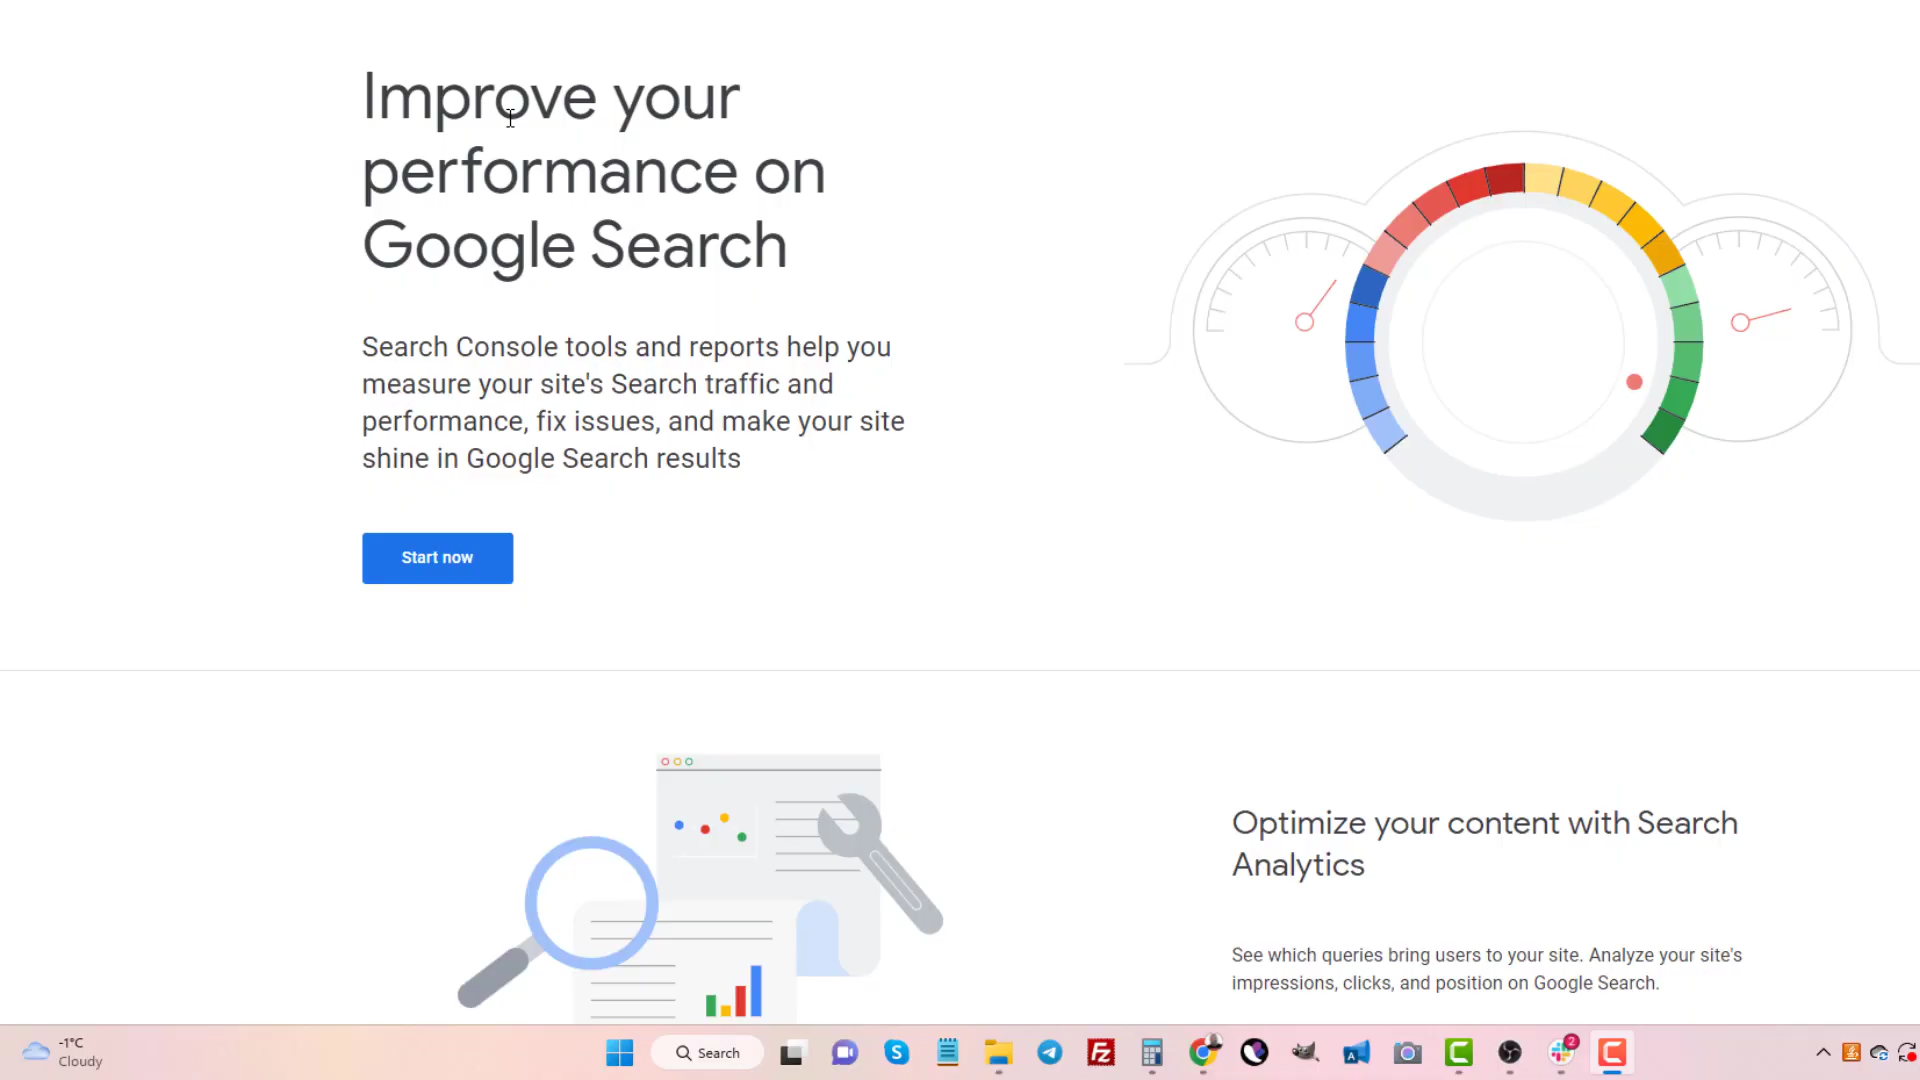 Improve your
performance on
Google Search
Search Console tools and reports help you
measure your site's Search traffic and
performance, fix issues, and make your site
shine in Google Search results
Start now
Optimize your content with Search
Analytics
See which queries bring users to your site. Analyze your site's
impressions, clicks, and position on Google Search.
-1°C
Cloudy
Search
2